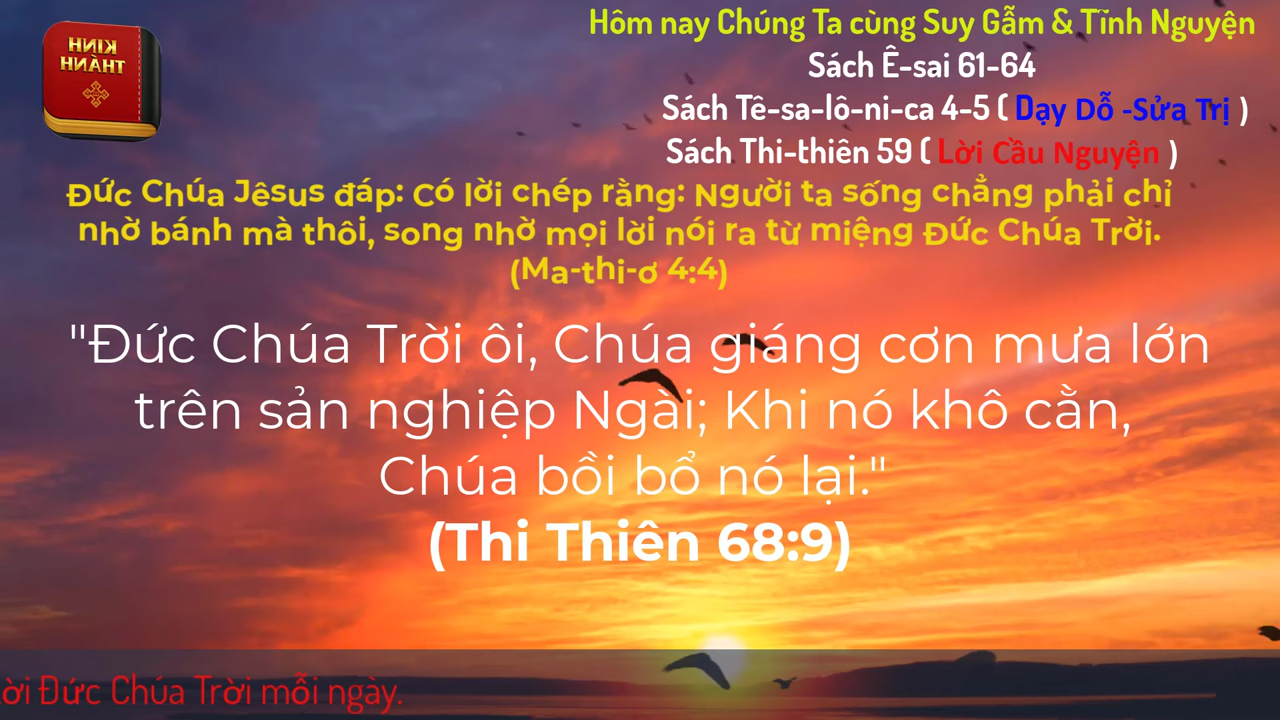 KINH
THÁNH
Hôm nay Chúng Ta cùng Suy Gẫm & Tĩnh Nguyện
Sách Ê-sai 61-64
Sách Tê-sa-lô-ni-ca 4-5 ( Dạy Dỗ -Sửa Trị )
Sách Thi-thiên 59 ( Lời Cầu Nguyện )
Đức Chúa Jêsus đáp: Có lời chép rằng: Người ta sống chẳng phải chỉ
nhờ bánh mà thôi, song nhờ mọi lời nói ra từ miệng Đức Chúa Trời.
(Ma-thi-ơ 4:4)
"Đức Chúa Trời ôi, Chúa giáng cơn mưa lớn
trên sản nghiệp Ngài; Khi nó khô cằn,
Chúa bồi bổ nó lại."
(Thi Thiên 68:9)
Đức Chúa Trời mỗi ngày.